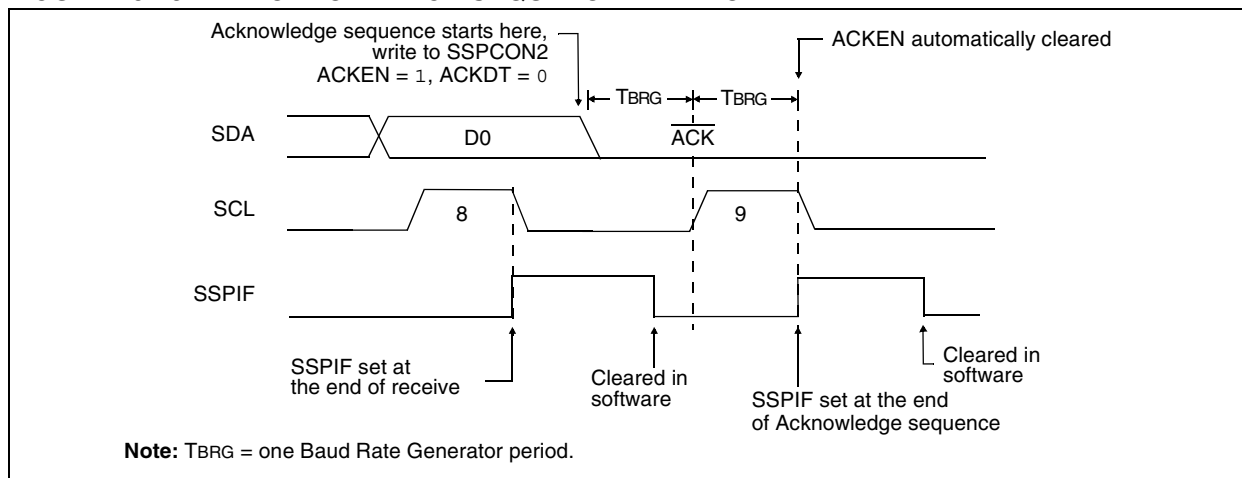 Acknowledge sequence starts here,
write to SSPCON2
ACKEN = 1, ACKDT = 0
ACKEN automatically cleared
TBRG
TBRG
SDA
D0
ACK
SCL
8
9
SSPIF
SSPIF set at
the end of receive
Cleared in
software
SSPIF set at the end
of Acknowledge sequence
Cleared in
software
Note: TBRG = one Baud Rate Generator period.